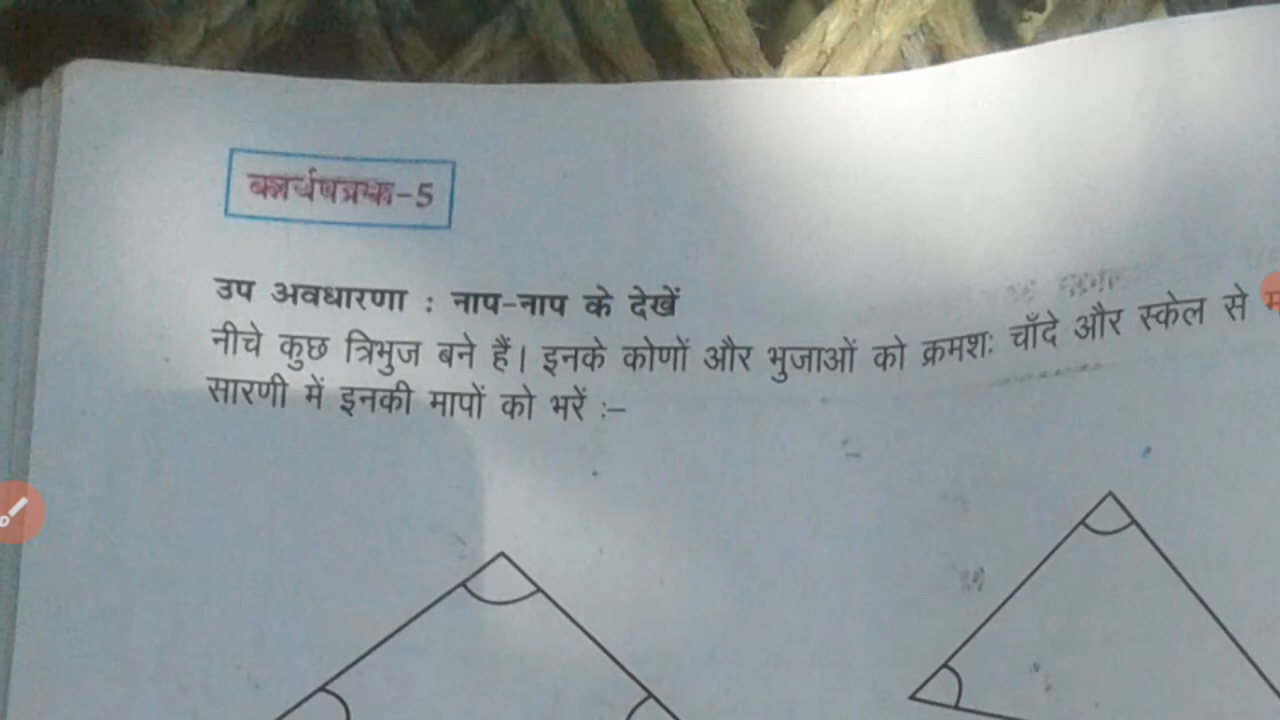 कार्यपत्रक-5
उप अवधारणा : नाप-नाप के देखें
नीचे कुछ त्रिभुज बने हैं। इनके कोणों और भुजाओं को क्रमशः चाँदे और स्केल से
सारणी में इनकी मापों को भरें :–